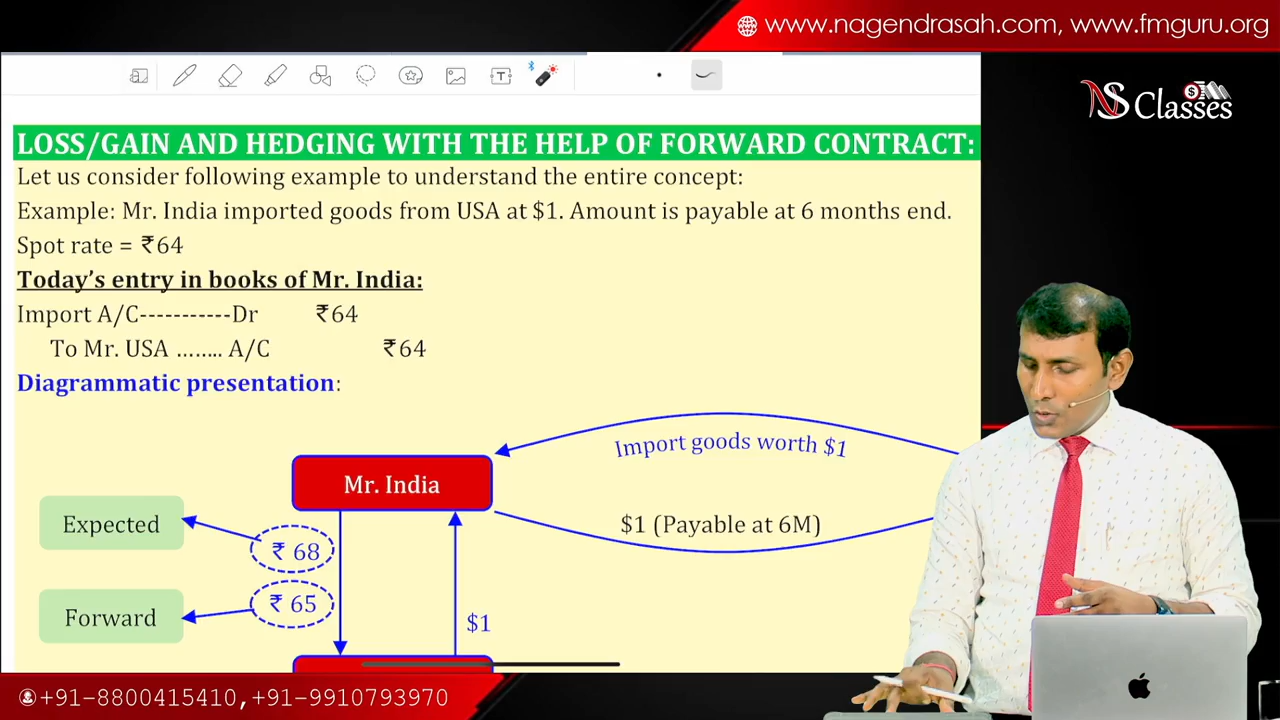 www.nagendrasah.com, www.fmguru.org
NS Classes
LOSS/GAIN AND HEDGING WITH THE HELP OF FORWARD CONTRACT:
Let us consider following example to understand the entire concept:
Example: Mr. India imported goods from USA at $1. Amount is payable at 6 months end.
Spot rate = ₹64
Today’s entry in books of Mr. India:
Import A/C-----------Dr ₹64
To Mr. USA …….. A/C ₹64
Diagrammatic presentation:
Import goods worth $1
Mr. India
Expected
₹ 68
$1 (Payable at 6M)
Forward
₹ 65
$1
+91-8800415410,+91-9910793970